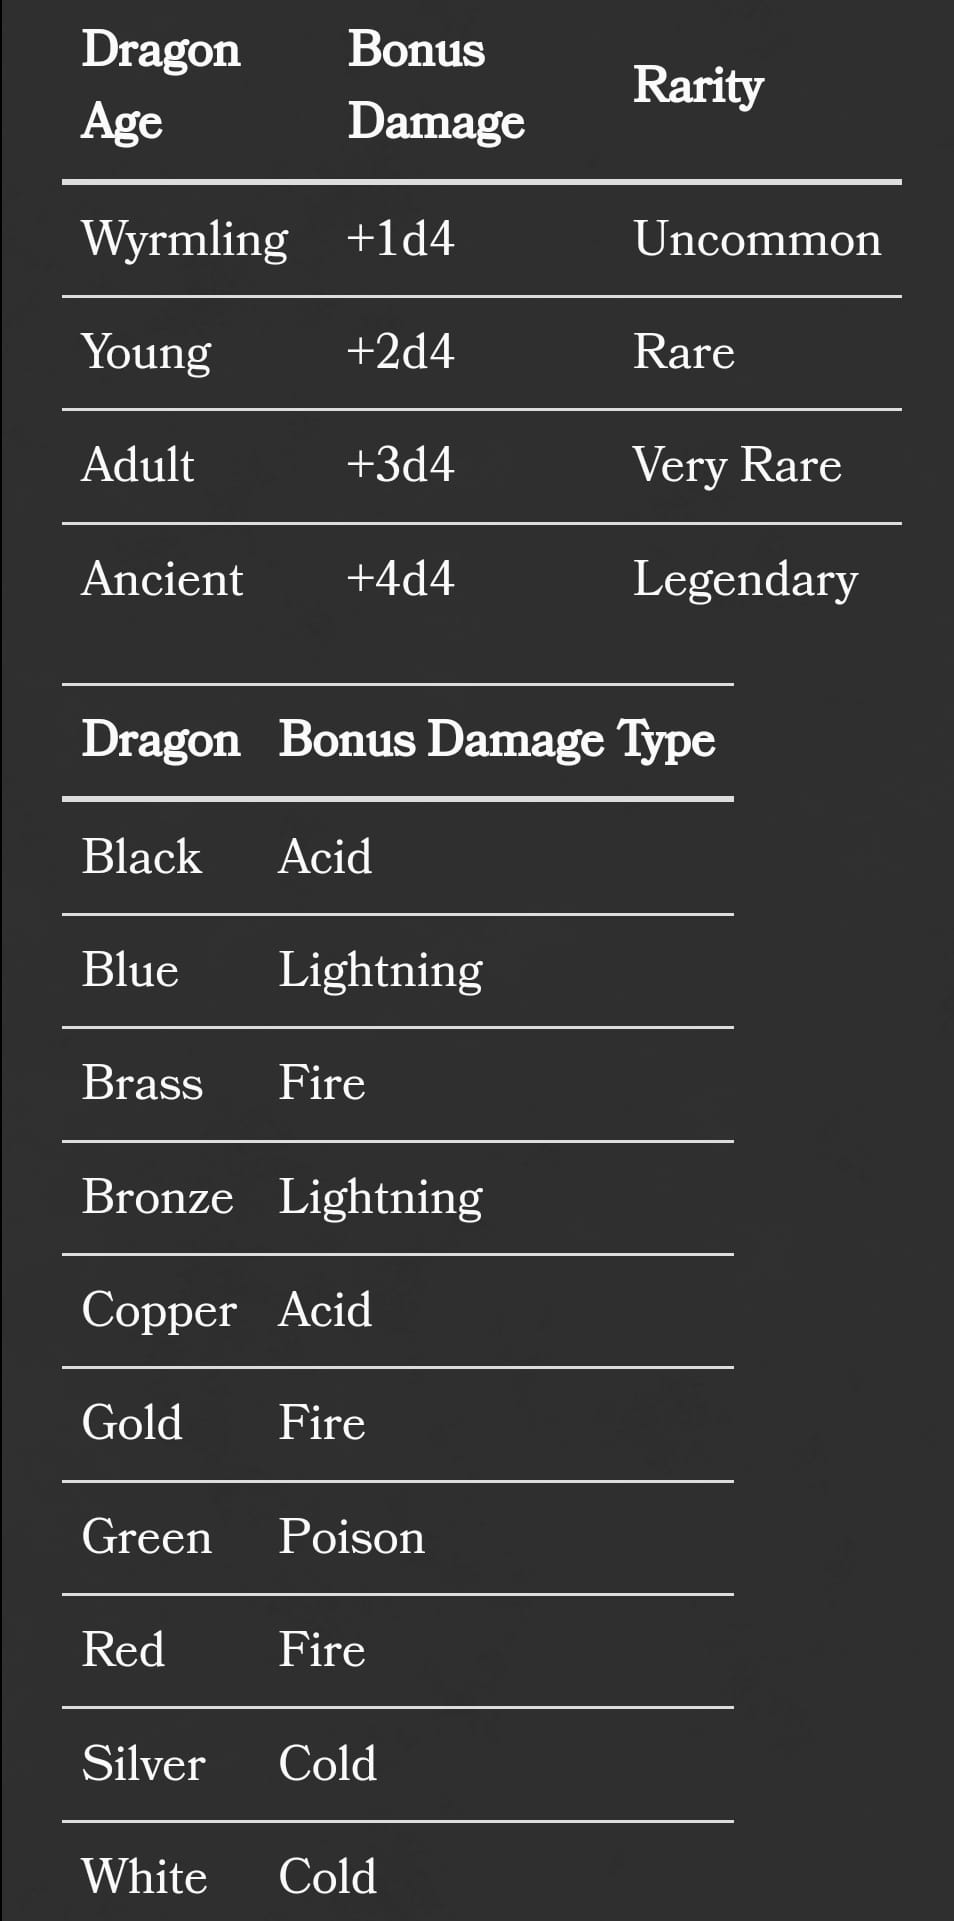 Dragon Age Bonus Damage Rarity
Wyrmling +1d4 Uncommon
Young +2d4 Rare
Adult +3d4 Very Rare
Ancient +4d4 Legendary
Dragon Bonus Damage Type
Black Acid
Blue Lightning
Brass Fire
Bronze Lightning
Copper Acid
Gold Fire
Green Poison
Red Fire
Silver Cold
White Cold